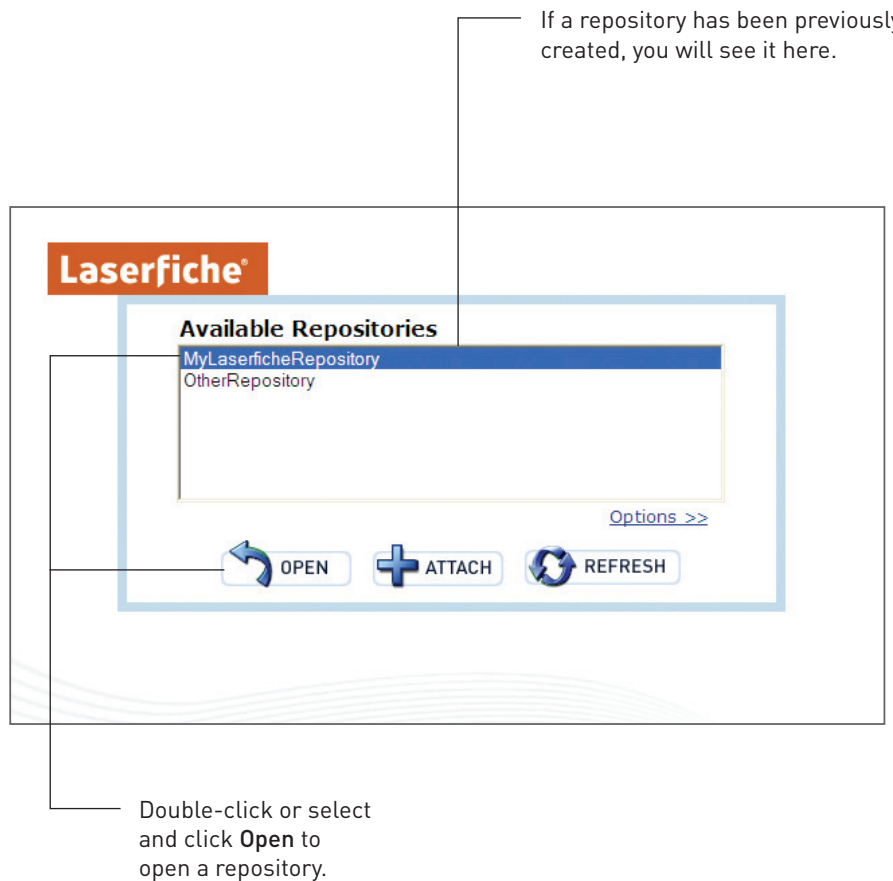 If a repository has been previously
created, you will see it here.
Laserfiche®
Available Repositories
MyLaserficheRepository
OtherRepository
Options >>
OPEN ATTACH REFRESH
Double-click or select
and click Open to
open a repository.